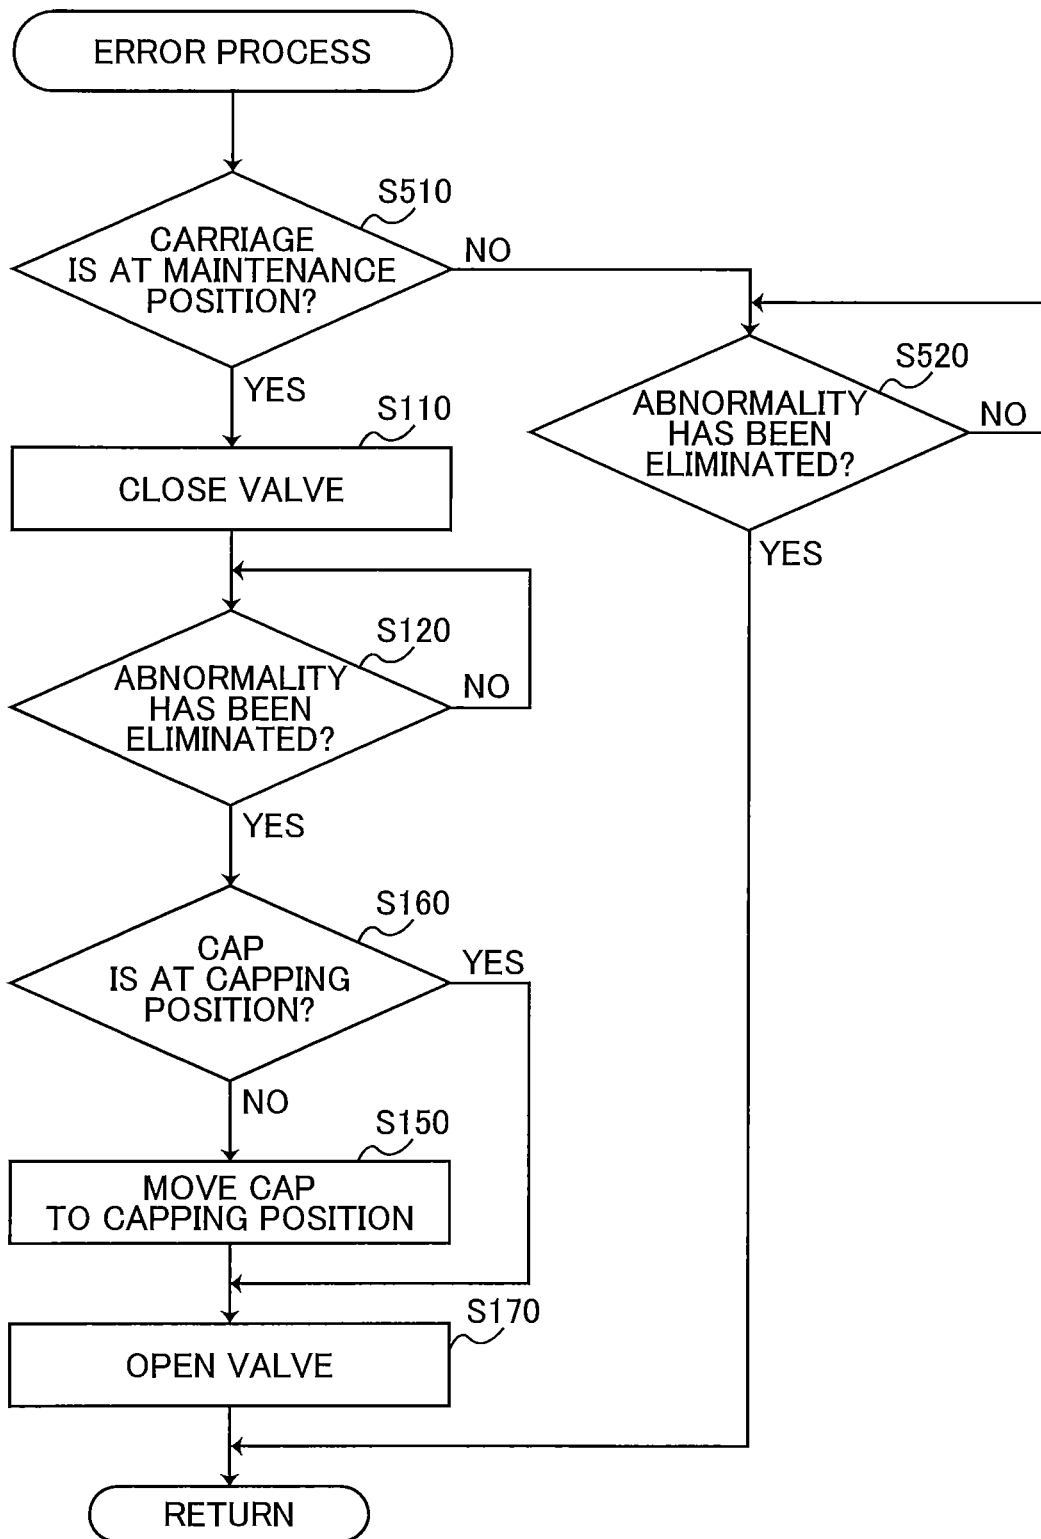 ERROR PROCESS
S510
CARRIAGE
IS AT MAINTENANCE
POSITION?
NO
YES
S520
ABNORMALITY
HAS BEEN
ELIMINATED?
NO
YES
S110
CLOSE VALVE
S120
ABNORMALITY
HAS BEEN
ELIMINATED?
NO
YES
S160
CAP
IS AT CAPPING
POSITION?
YES
NO
S150
MOVE CAP
TO CAPPING POSITION
S170
OPEN VALVE
RETURN